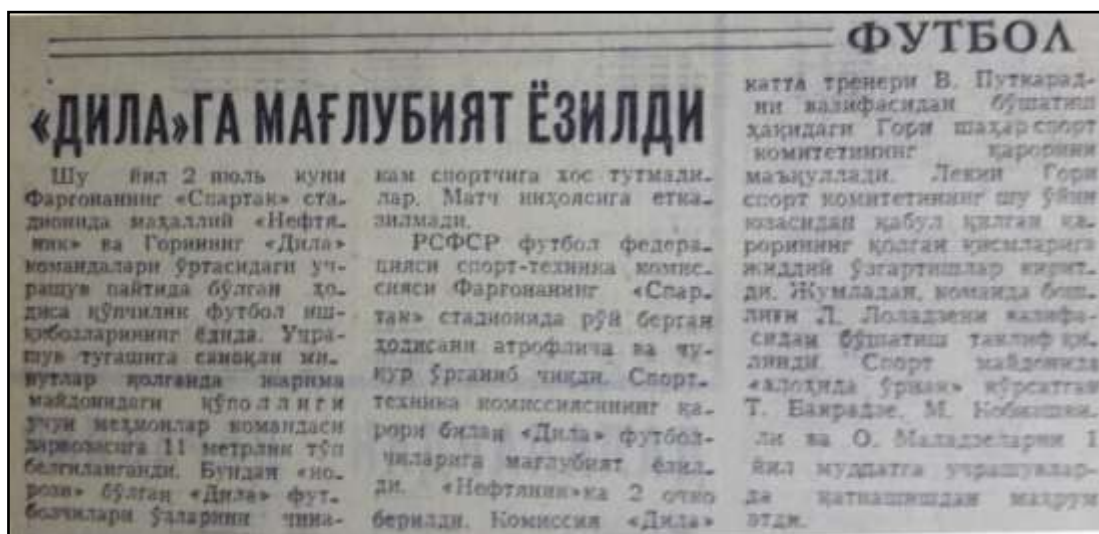 ФУТБОЛ
«ДИЛА»ГА МАҒЛУБИЯТ ЁЗИЛДИ
Шу йил 2 июль куни
Фарғонанинг «Спартак» ста-
дионида маҳаллий «Нефтя-
ник» ва Горининг «Дила»
командалари ўртасидаги уч-
рашув пайтида бўлган ҳо-
диса кўпчилик футбол иш-
қибозларининг ёдида. Учра-
шув тугашига саноқли ми-
нутлар қолганда жарима
майдонидаги қўполлиги
учун меҳмонлар командаси
дарвозасига 11 метрлик тўп
белгиланганди. Бундан «но-
рози» бўлган «Дила» фут-
болчилари ўзларини чина-
кам спортчига хос тутмади-
лар. Матч ниҳоясига етка-
зилмади.
РСФСР футбол федера-
цияси спорт-техника комис-
сияси Фарғонанинг «Спар-
так» стадионида рўй берган
ҳодисани атрофлича ва чу-
қур ўрганиб чиқди. Спорт-
техника комиссиясининг қа-
рори билан «Дила» футбол-
чиларига мағлубият ёзил-
ди. «Нефтяник»ка 2 очко
берилди. Комиссия «Дила»
катта тренери В. Путкарад-
ни вазифасидан бўшатиш
ҳақидаги Гори шаҳар спорт
комитетининг қарорини
маъқуллади. Лекин Гори
спорт комитетининг шу ўйин
юзасидан қабул қилган қа-
рорининг қолган қисмларига
жиддий ўзгартишлар кирит-
ди. Жумладан, команда бош-
лиғи Л. Лоладзени вазифа-
сидан бўшатиш таклиф қи-
линди. Спорт майдонида
«алоҳида ўрнак» кўрсатган
Т. Бакрадзе, М. Кобиашви-
ли ва О. Маладзеларни 1
йил муддатга учрашувлар-
да қатнашишдан маҳрум
этди.